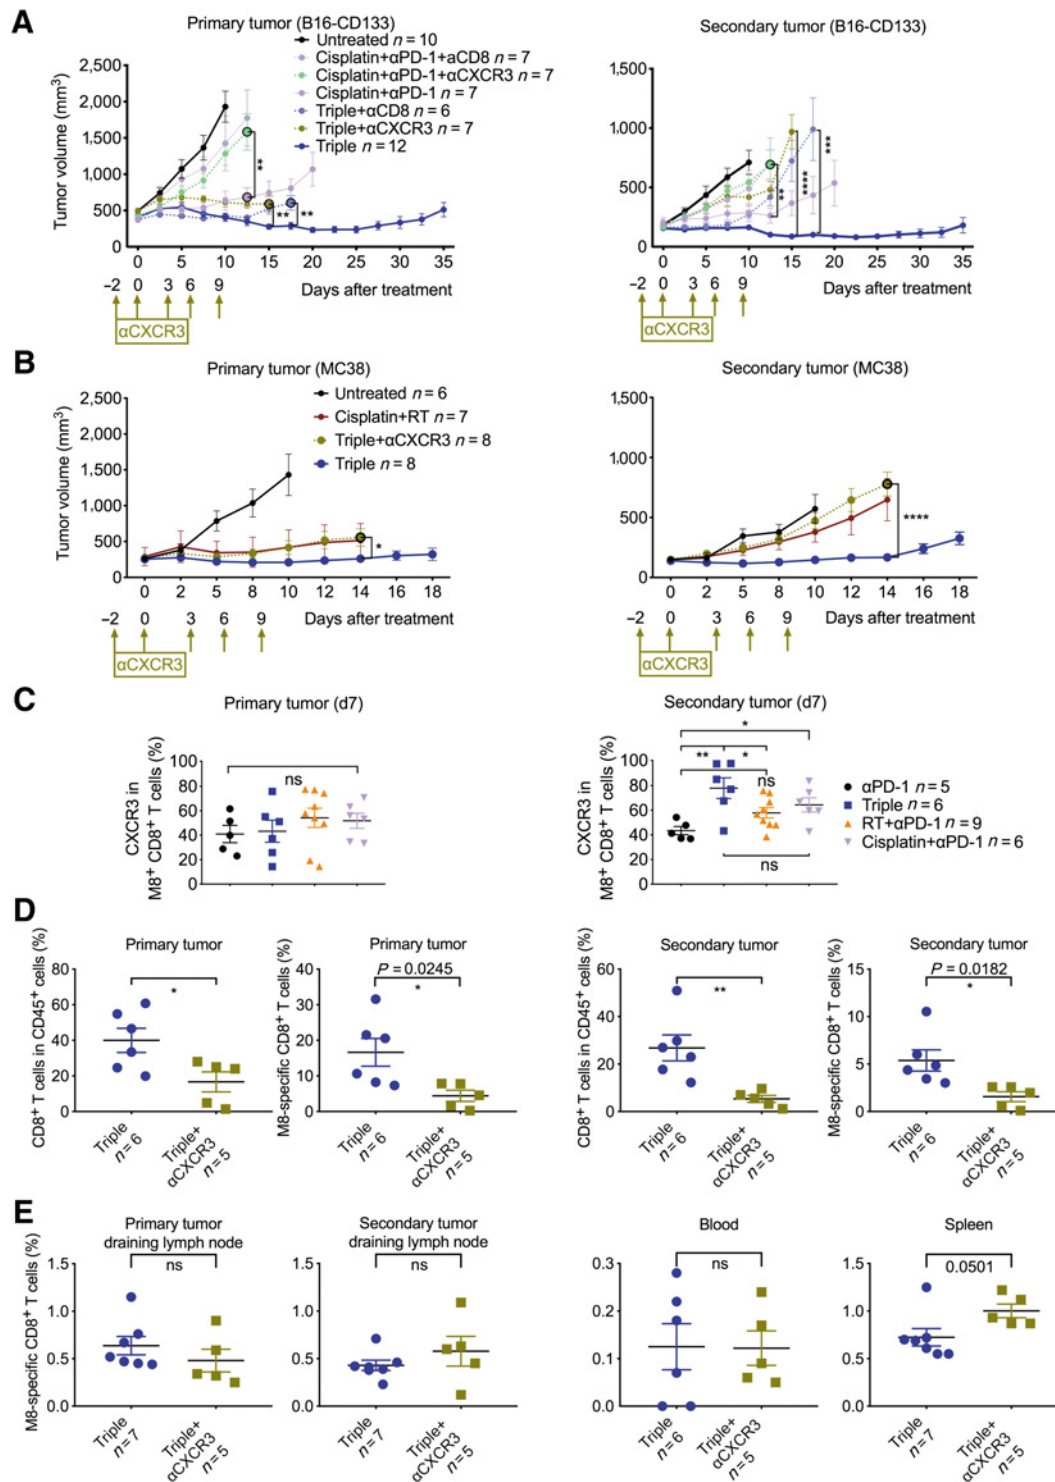 A
Primary tumor (B16-CD133)
Untreated n = 10
Cisplatin+αPD-1+aCD8 n = 7
Cisplatin+αPD-1+αCXCR3 n = 7
Cisplatin+αPD-1 n = 7
Triple+αCD8 n = 6
Triple+αCXCR3 n = 7
Triple n = 12
Tumor volume (mm³)
2,500
2,000
1,500
1,000
500
0
** ** **
0 5 10 15 20 25 30 35
Days after treatment
−2 0 3 6 9
αCXCR3
Secondary tumor (B16-CD133)
1,500
1,000
500
0
** **** ***
0 5 10 15 20 25 30 35
Days after treatment
−2 0 3 6 9
αCXCR3
B
Primary tumor (MC38)
Untreated n = 6
Cisplatin+RT n = 7
Triple+αCXCR3 n = 8
Triple n = 8
Tumor volume (mm³)
2,500
2,000
1,500
1,000
500
0
*
0 2 5 8 10 12 14 16 18
Days after treatment
−2 0 3 6 9
αCXCR3
Secondary tumor (MC38)
1,500
1,000
500
0
****
0 2 5 8 10 12 14 16 18
Days after treatment
−2 0 3 6 9
αCXCR3
C
Primary tumor (d7)
CXCR3 in
M8⁺ CD8⁺ T cells (%)
100
80
60
40
20
0
ns
Secondary tumor (d7)
CXCR3 in
M8⁺ CD8⁺ T cells (%)
100
80
60
40
20
0
*
** *
ns
ns
αPD-1 n = 5
Triple n = 6
RT+αPD-1 n = 9
Cisplatin+αPD-1 n = 6
D
Primary tumor
CD8⁺ T cells in CD45⁺ cells (%)
80
60
40
20
0
*
Triple
n = 6
Triple+
αCXCR3
n = 5
Primary tumor
M8-specific CD8⁺ T cells (%)
40
30
20
10
0
P = 0.0245
*
Triple
n = 6
Triple+
αCXCR3
n = 5
Secondary tumor
CD8⁺ T cells in CD45⁺ cells (%)
60
40
20
0
**
Triple
n = 6
Triple+
αCXCR3
n = 5
Secondary tumor
M8-specific CD8⁺ T cells (%)
15
10
5
0
P = 0.0182
*
Triple
n = 6
Triple+
αCXCR3
n = 5
E
Primary tumor
draining lymph node
M8-specific CD8⁺ T cells (%)
1.5
1.0
0.5
0.0
ns
Triple
n = 7
Triple+
αCXCR3
n = 5
Secondary tumor
draining lymph node
1.5
1.0
0.5
0.0
ns
Triple
n = 7
Triple+
αCXCR3
n = 5
Blood
0.3
0.2
0.1
0.0
ns
Triple
n = 6
Triple+
αCXCR3
n = 5
Spleen
1.5
1.0
0.5
0.0
0.0501
Triple
n = 7
Triple+
αCXCR3
n = 5